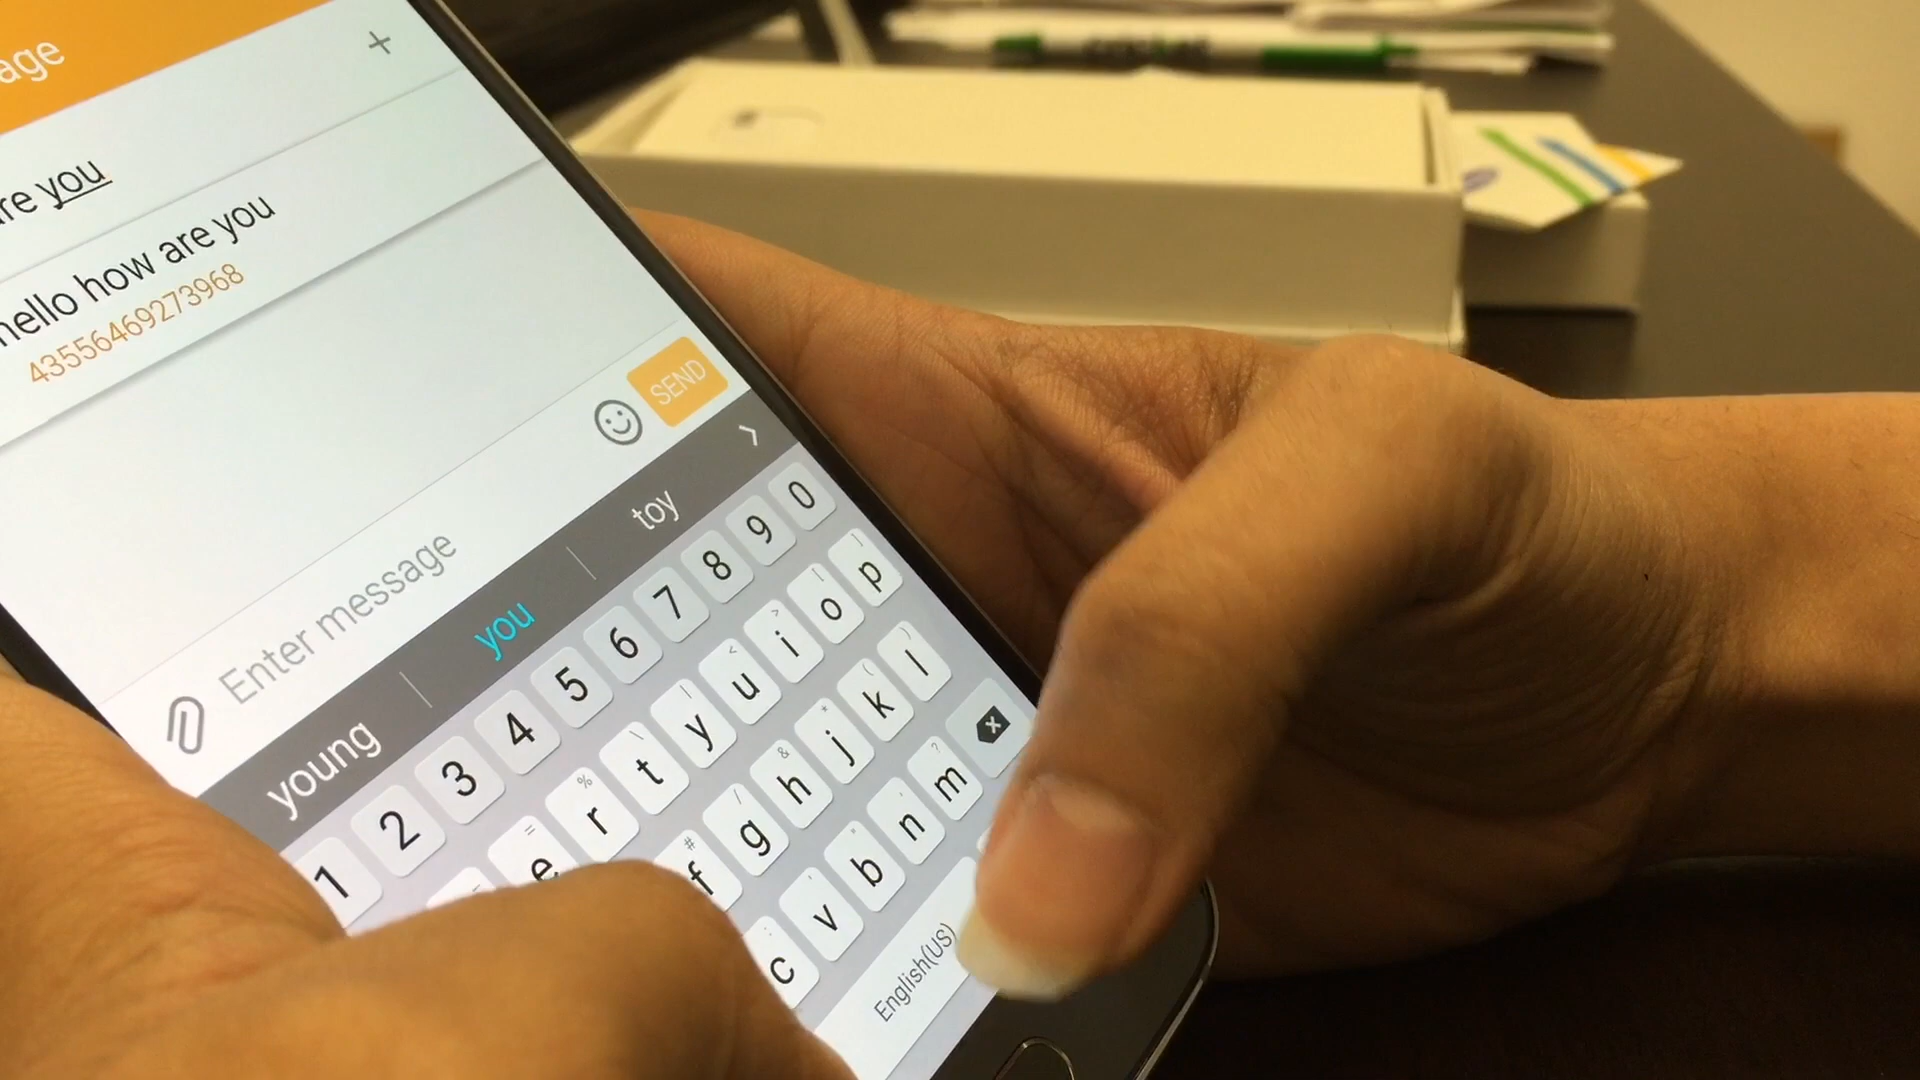 age
+
re you
hello how are you
43556469273968
SEND
Enter message
young you toy
1 2 3 4 5 6 7 8 9 0
e r t y u i o p
f g h j k l
c v b n m
English(US)